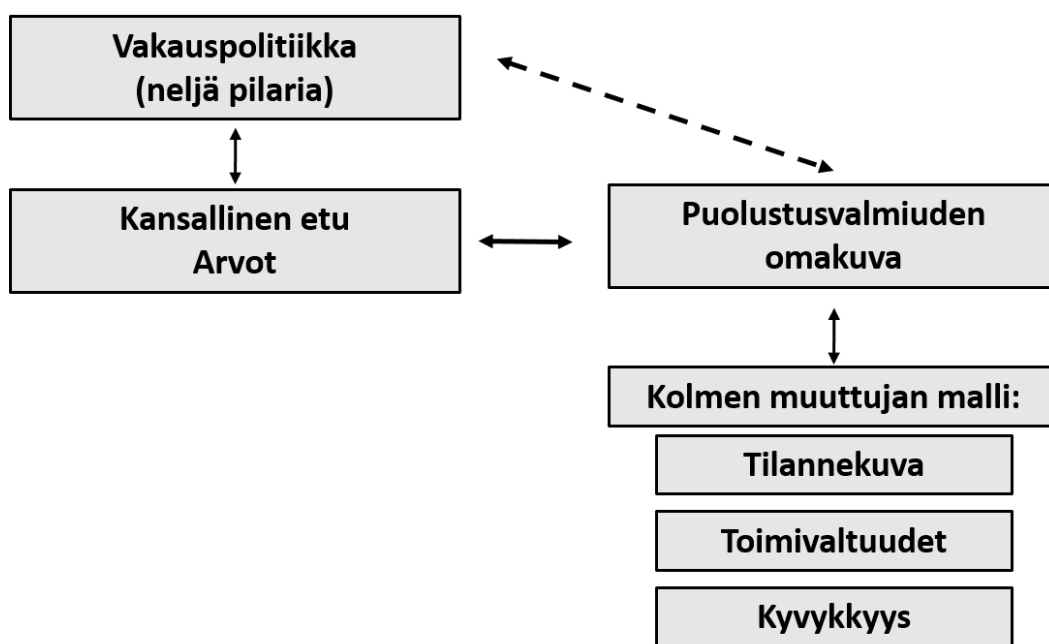 Vakauspolitiikka
(neljä pilaria)
Kansallinen etu
Arvot
Puolustusvalmiuden
omakuva
Kolmen muuttujan malli:
Tilannekuva
Toimivaltuudet
Kyvykkyys